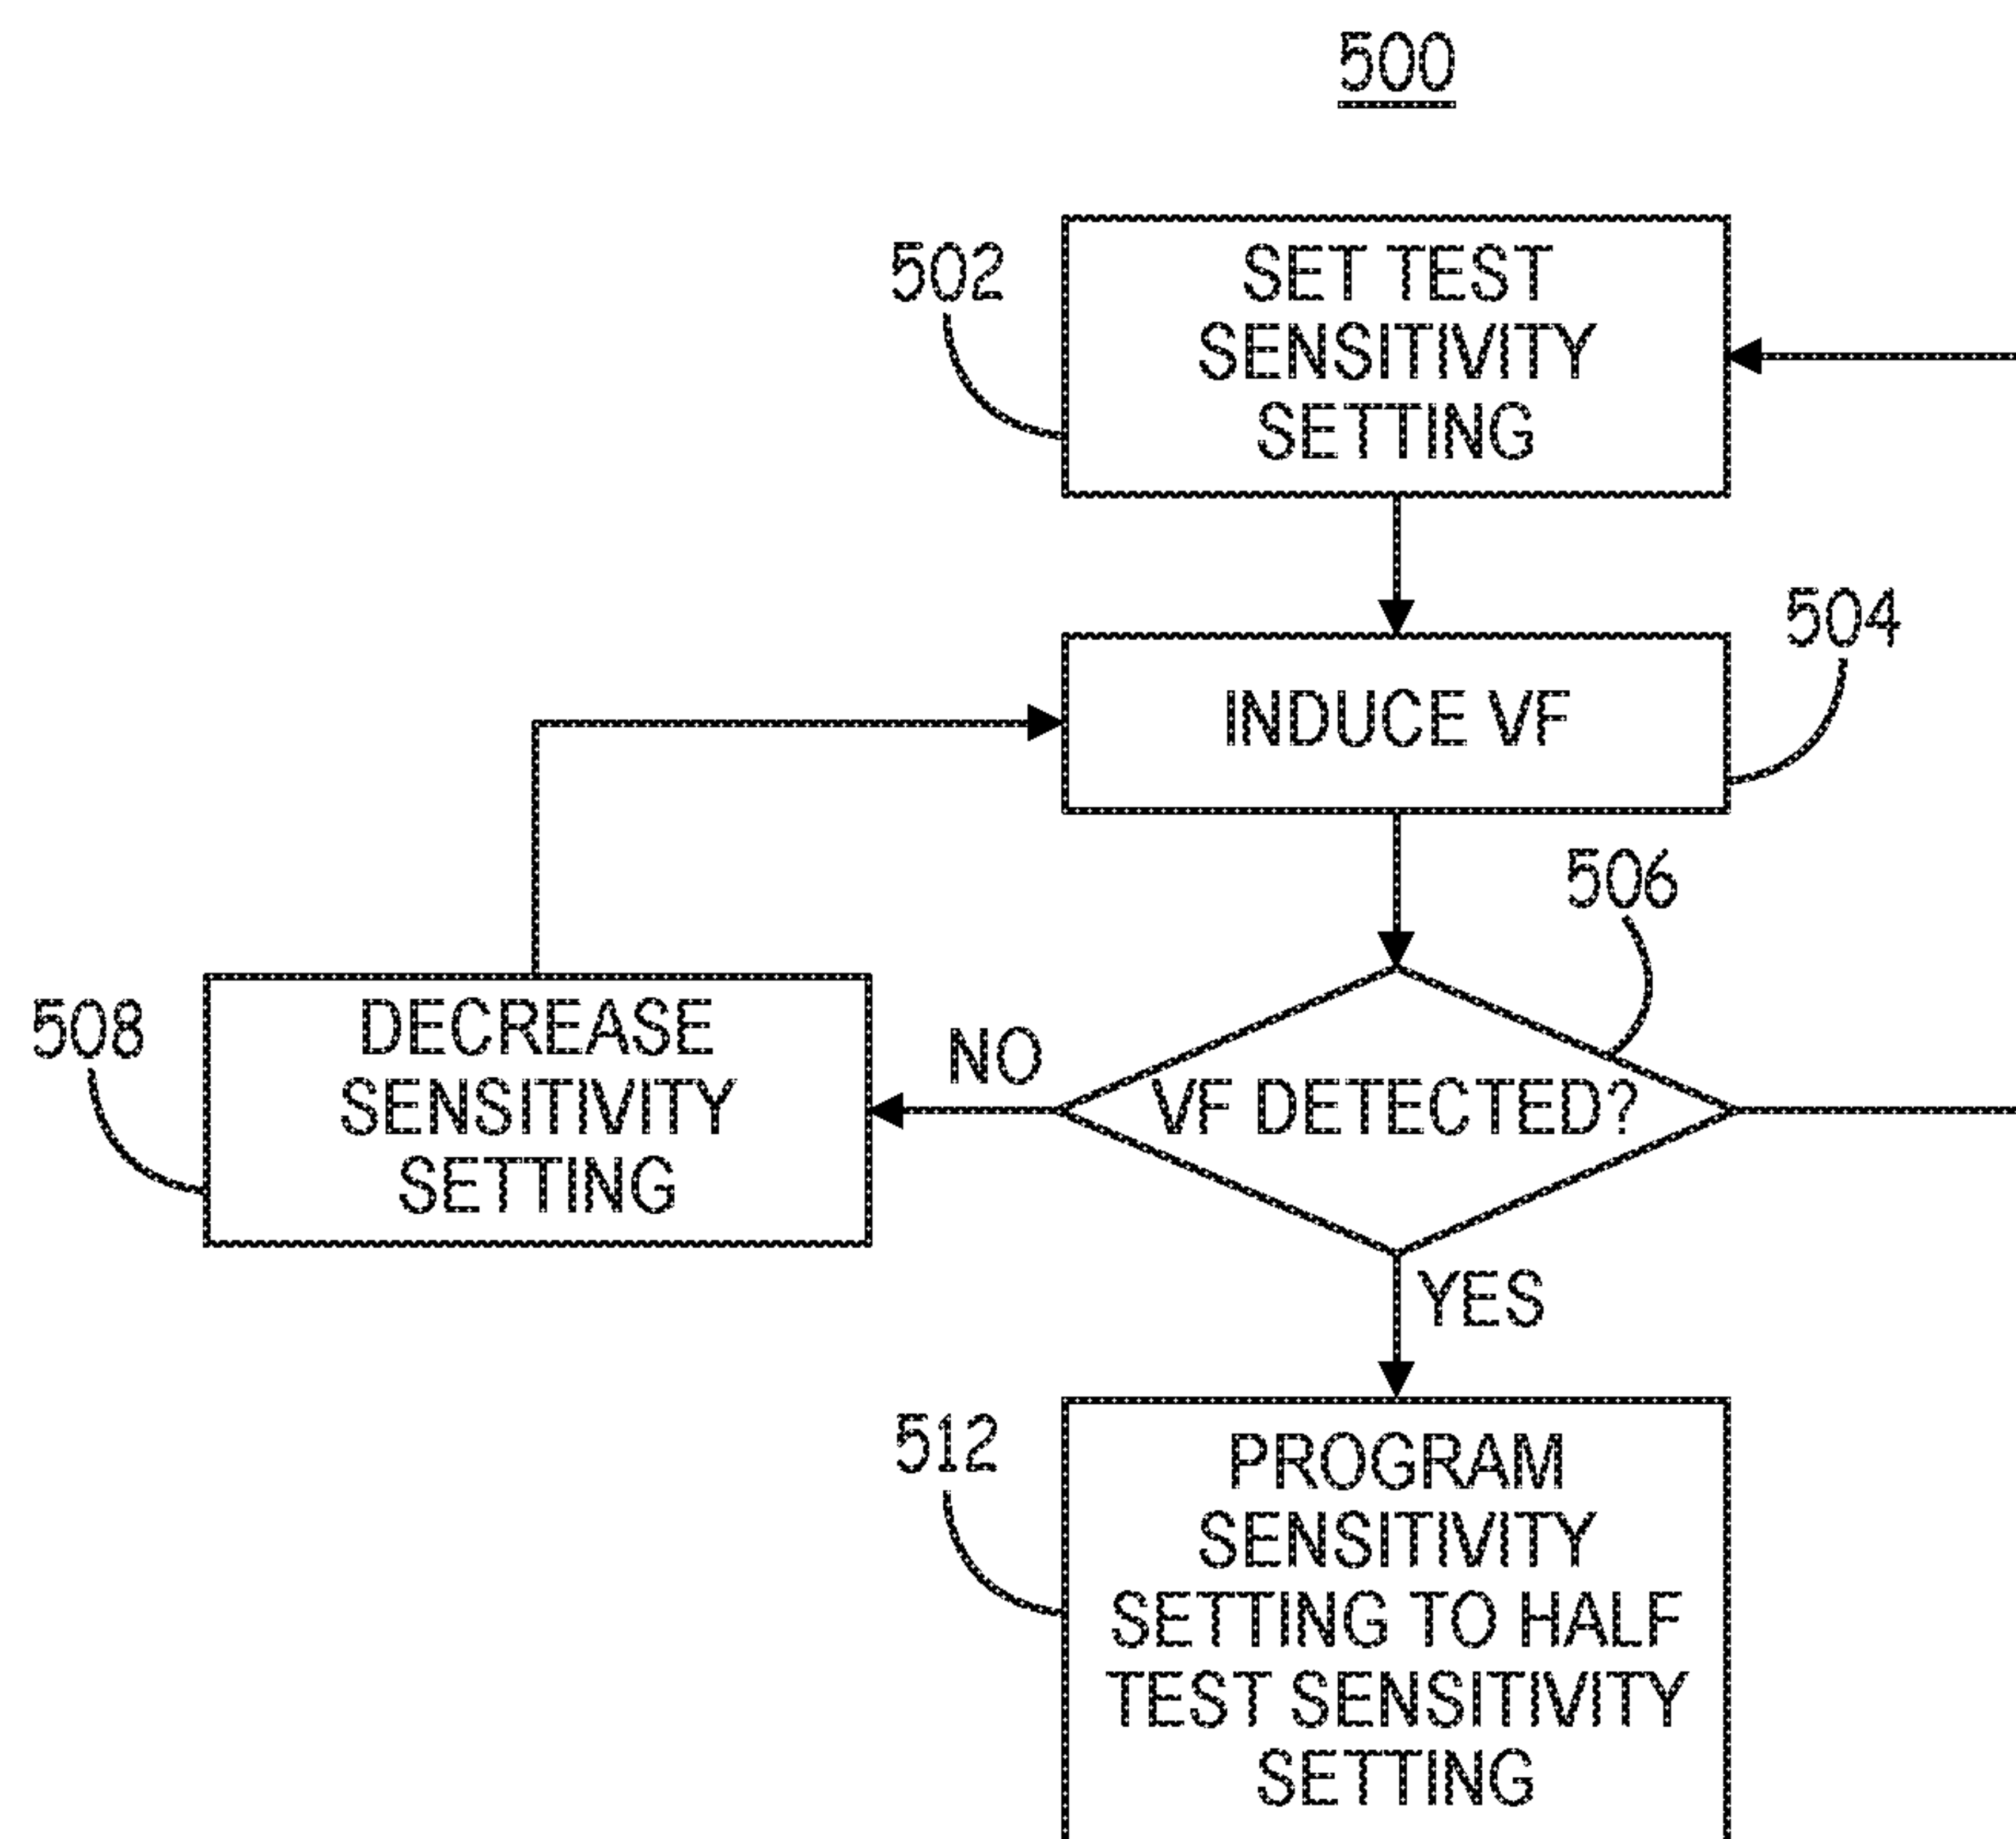 500
502
SET TEST
SENSITIVITY
SETTING
504
INDUCE VF
506
508
DECREASE
SENSITIVITY
SETTING
NO
VF DETECTED?
YES
512
PROGRAM
SENSITIVITY
SETTING TO HALF
TEST SENSITIVITY
SETTING